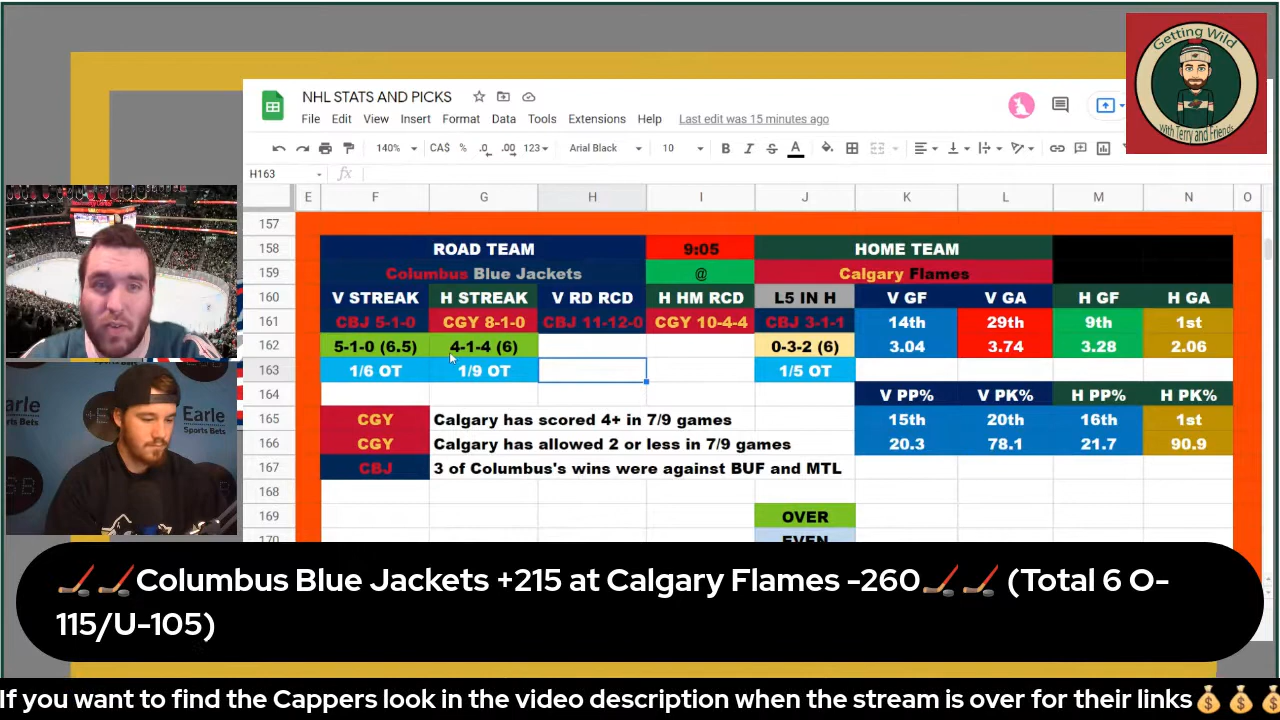 Getting Wild
With Terry and Friends
NHL STATS AND PICKS
File Edit View Insert Format Data Tools Extensions Help Last edit was 15 minutes ago
140% CA$ % .0 .00 123 Arial Black 10 B I S A
H163 fx
E F G H I J K L M N O
157
158 ROAD TEAM 9:05 HOME TEAM
159 Columbus Blue Jackets @ Calgary Flames
160 V STREAK H STREAK V RD RCD H HM RCD L5 IN H V GF V GA H GF H GA
161 CBJ 5-1-0 CGY 8-1-0 CBJ 11-12-0 CGY 10-4-4 CBJ 3-1-1 14th 29th 9th 1st
162 5-1-0 (6.5) 4-1-4 (6) 0-3-2 (6) 3.04 3.74 3.28 2.06
163 1/6 OT 1/9 OT 1/5 OT
164 V PP% V PK% H PP% H PK%
165 CGY Calgary has scored 4+ in 7/9 games 15th 20th 16th 1st
166 CGY Calgary has allowed 2 or less in 7/9 games 20.3 78.1 21.7 90.9
167 CBJ 3 of Columbus's wins were against BUF and MTL
168
169 OVER
170 EVEN
Earle
Sports Bets
Columbus Blue Jackets +215 at Calgary Flames -260 (Total 6 O-
115/U-105)
If you want to find the Cappers look in the video description when the stream is over for their links